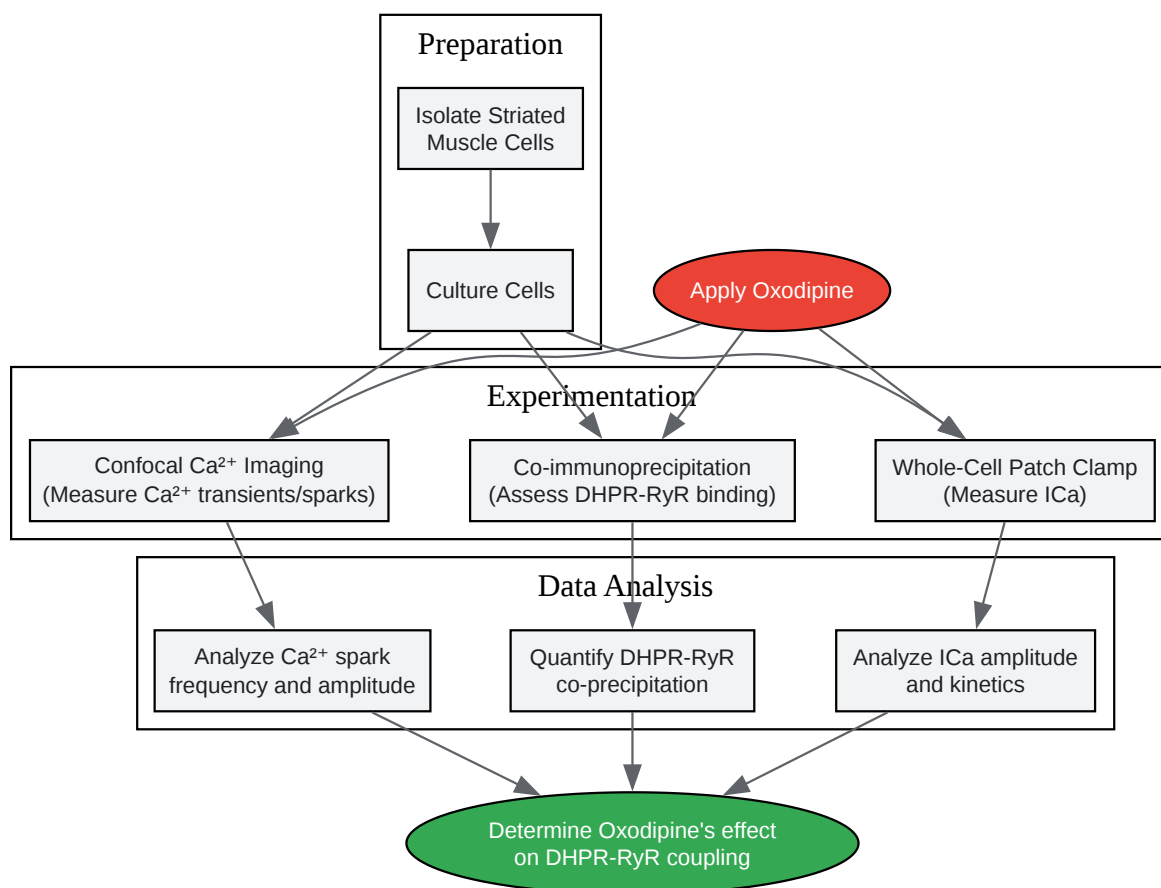 Preparation
Isolate Striated
Muscle Cells
Culture Cells
Apply Oxodipine
Experimentation
Confocal Ca²⁺ Imaging
(Measure Ca²⁺ transients/sparks)
Co-immunoprecipitation
(Assess DHPR-RyR binding)
Whole-Cell Patch Clamp
(Measure ICa)
Data Analysis
Analyze Ca²⁺ spark
frequency and amplitude
Quantify DHPR-RyR
co-precipitation
Analyze ICa amplitude
and kinetics
Determine Oxodipine's effect
on DHPR-RyR coupling